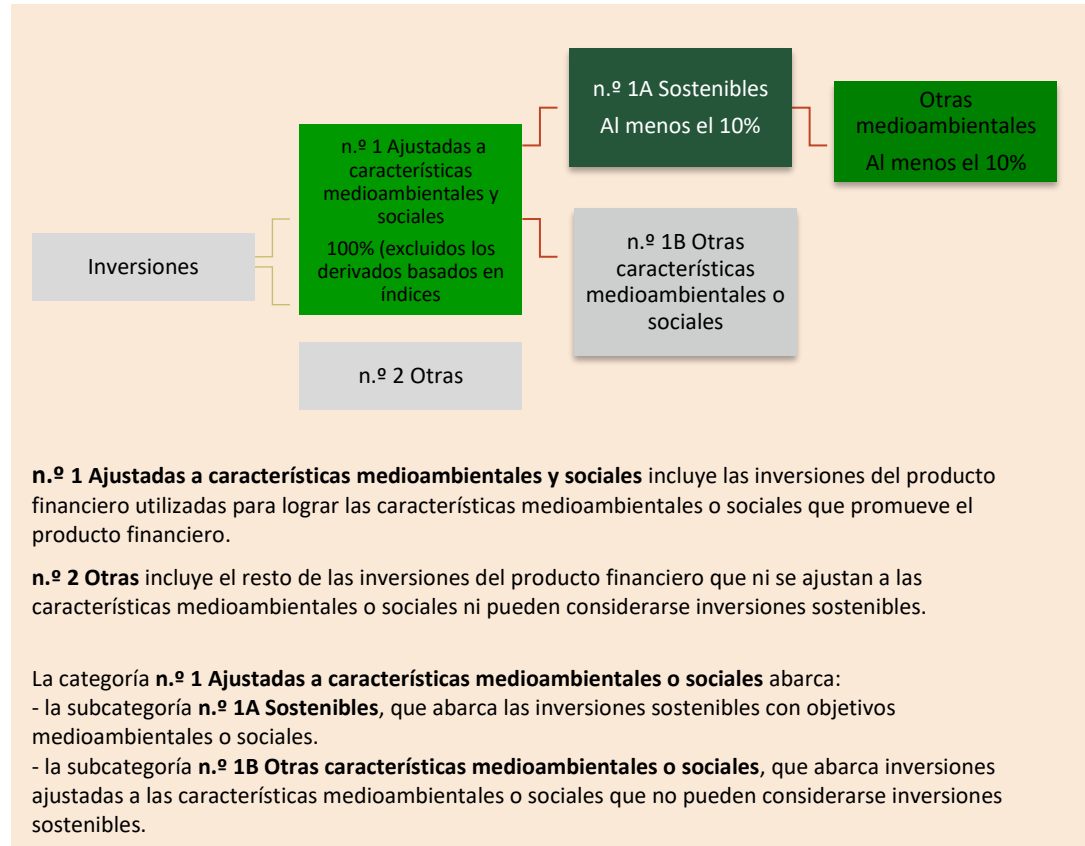 Inversiones
n.º 1 Ajustadas a
características
medioambientales y
sociales
100% (excluidos los
derivados basados en
índices
n.º 2 Otras
n.º 1A Sostenibles
Al menos el 10%
n.º 1B Otras
características
medioambientales o
sociales
Otras
medioambientales
Al menos el 10%
n.º 1 Ajustadas a características medioambientales y sociales incluye las inversiones del producto
financiero utilizadas para lograr las características medioambientales o sociales que promueve el
producto financiero.
n.º 2 Otras incluye el resto de las inversiones del producto financiero que ni se ajustan a las
características medioambientales o sociales ni pueden considerarse inversiones sostenibles.
La categoría n.º 1 Ajustadas a características medioambientales o sociales abarca:
- la subcategoría n.º 1A Sostenibles, que abarca las inversiones sostenibles con objetivos
medioambientales o sociales.
- la subcategoría n.º 1B Otras características medioambientales o sociales, que abarca inversiones
ajustadas a las características medioambientales o sociales que no pueden considerarse inversiones
sostenibles.